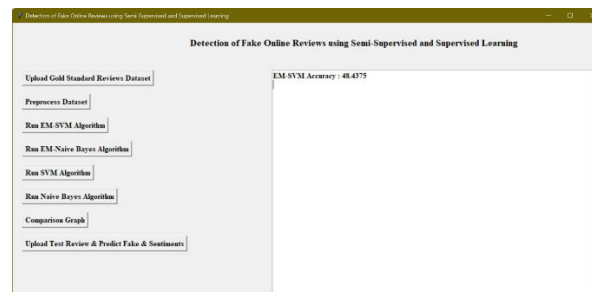 Detection of Fake Online Reviews using Semi-Supervised and Supervised Learning
Detection of Fake Online Reviews using Semi-Supervised and Supervised Learning
Upload Gold Standard Reviews Dataset
EM-SVM Accuracy : 48.4375
Preprocess Dataset
Run EM-SVM Algorithm
Run EM-Naive Bayes Algorithm
Run SVM Algorithm
Run Naive Bayes Algorithm
Comparison Graph
Upload Test Review & Predict Fake & Sentiments